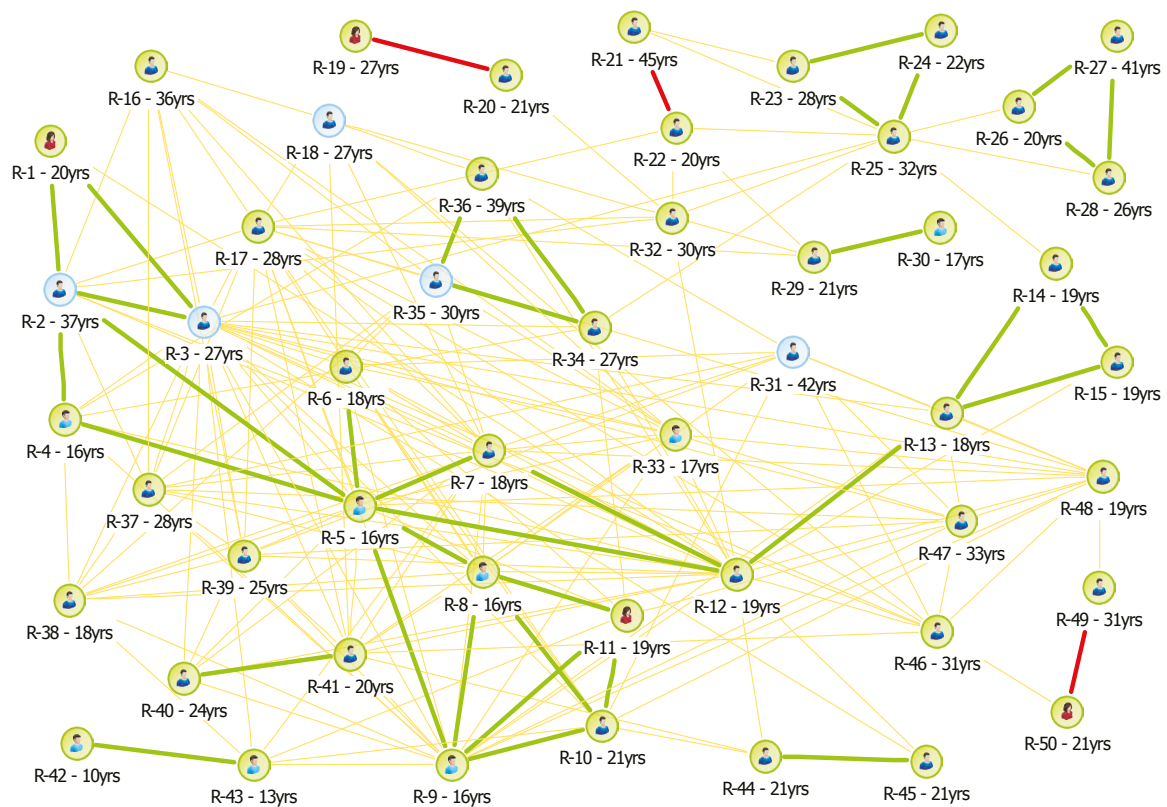 R-19 - 27yrs
R-20 - 21yrs
R-21 - 45yrs
R-24 - 22yrs
R-27 - 41yrs
R-16 - 36yrs
R-23 - 28yrs
R-18 - 27yrs
R-22 - 20yrs
R-26 - 20yrs
R-1 - 20yrs
R-25 - 32yrs
R-36 - 39yrs
R-28 - 26yrs
R-17 - 28yrs
R-32 - 30yrs
R-30 - 17yrs
R-29 - 21yrs
R-14 - 19yrs
R-2 - 37yrs
R-35 - 30yrs
R-3 - 27yrs
R-34 - 27yrs
R-31 - 42yrs
R-15 - 19yrs
R-6 - 18yrs
R-4 - 16yrs
R-13 - 18yrs
R-33 - 17yrs
R-7 - 18yrs
R-48 - 19yrs
R-37 - 28yrs
R-5 - 16yrs
R-47 - 33yrs
R-39 - 25yrs
R-8 - 16yrs
R-12 - 19yrs
R-49 - 31yrs
R-38 - 18yrs
R-11 - 19yrs
R-46 - 31yrs
R-41 - 20yrs
R-40 - 24yrs
R-50 - 21yrs
R-10 - 21yrs
R-42 - 10yrs
R-43 - 13yrs
R-9 - 16yrs
R-44 - 21yrs
R-45 - 21yrs